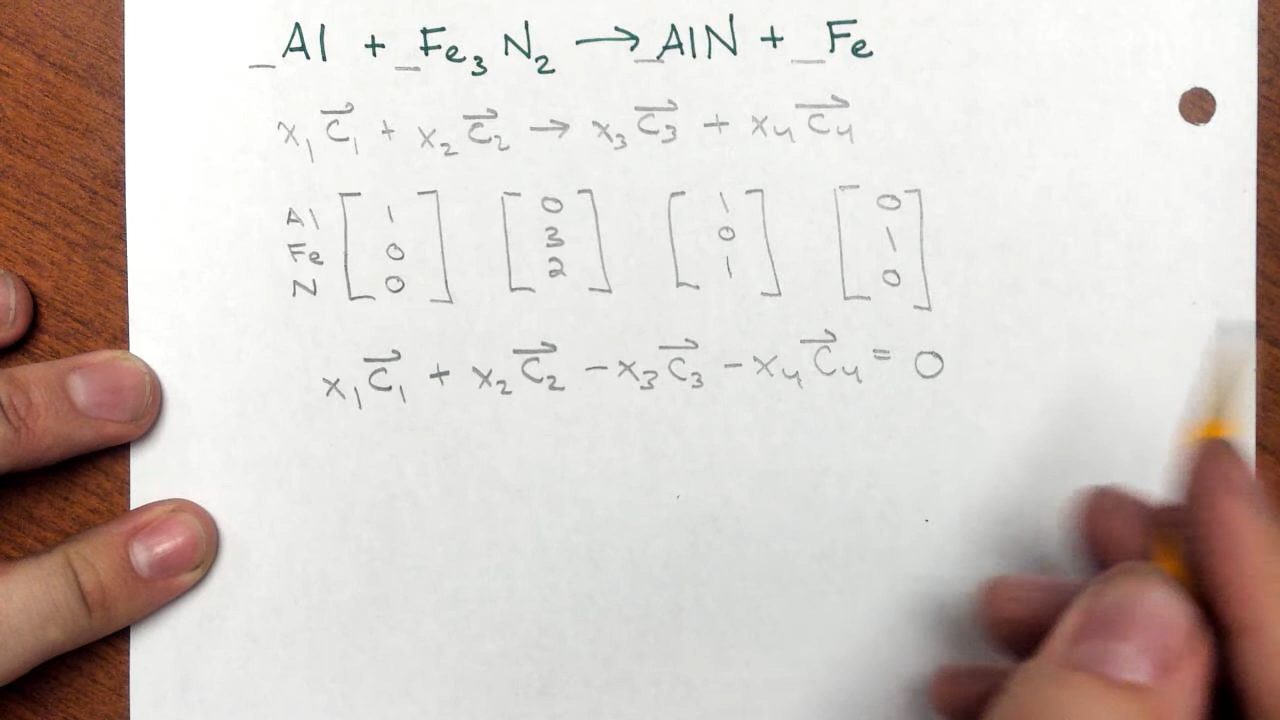 _Al + _Fe₃N₂ → _AlN + _Fe
x₁c⃗₁ + x₂c⃗₂ → x₃c⃗₃ + x₄c⃗₄
Al [1] [0] [1] [0]
Fe [0] [3] [0] [1]
N [0] [2] [1] [0]
x₁c⃗₁ + x₂c⃗₂ - x₃c⃗₃ - x₄c⃗₄ = 0